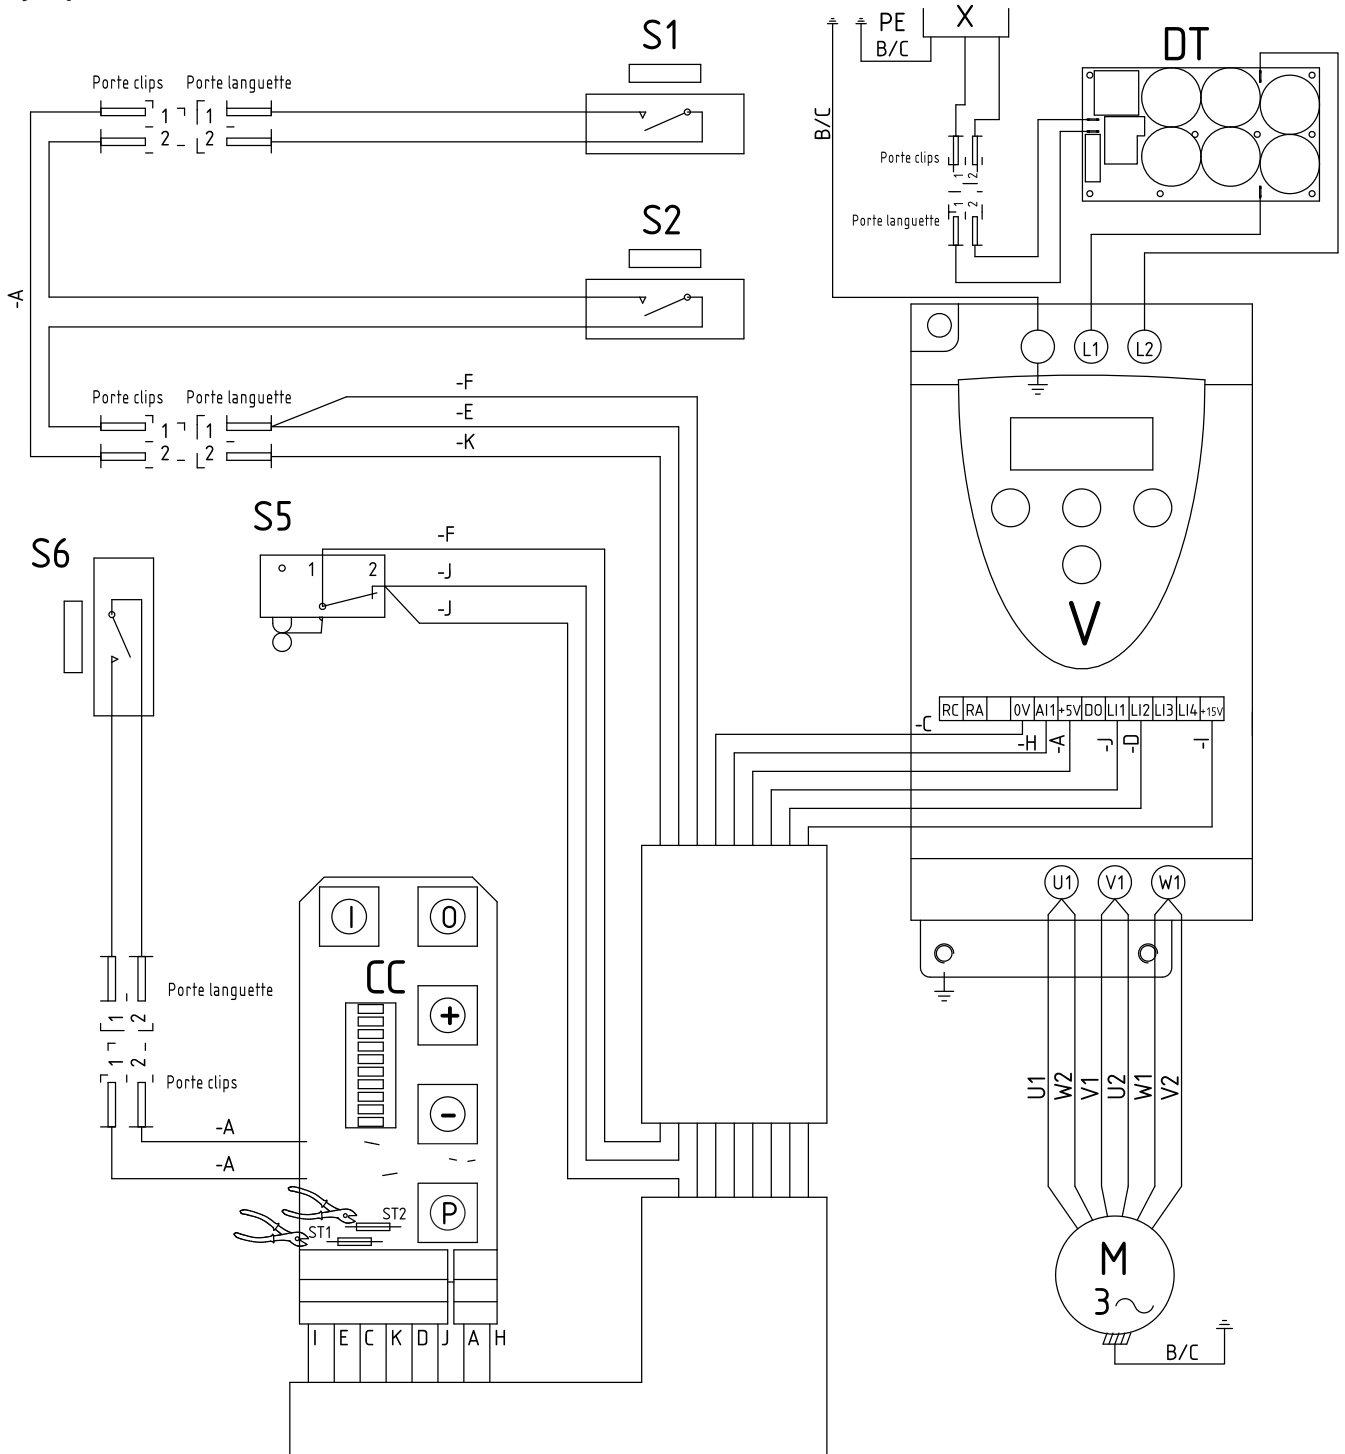 S1
PE
X
DT
B/C
Porte clips Porte languette
1 1
2 2
B/C
Porte clips
1 2
1 2
Porte languette
S2
-A
L1 L2
Porte clips Porte languette
1 1
2 2
-F
-E
-K
S5
-F
1 2
-J
-J
S6
V
RC RA 0V AI1 +5V DO LI1 LI2 LI3 LI4 +15V
-C
-H -A -J -D -I
U1 V1 W1
I O
CC
+
-
P
Porte languette
1 2
1 2
Porte clips
-A
-A
ST2
ST1
U1 W2 V1 U2 W1 V2
M
3~
B/C
I E C K D J A H